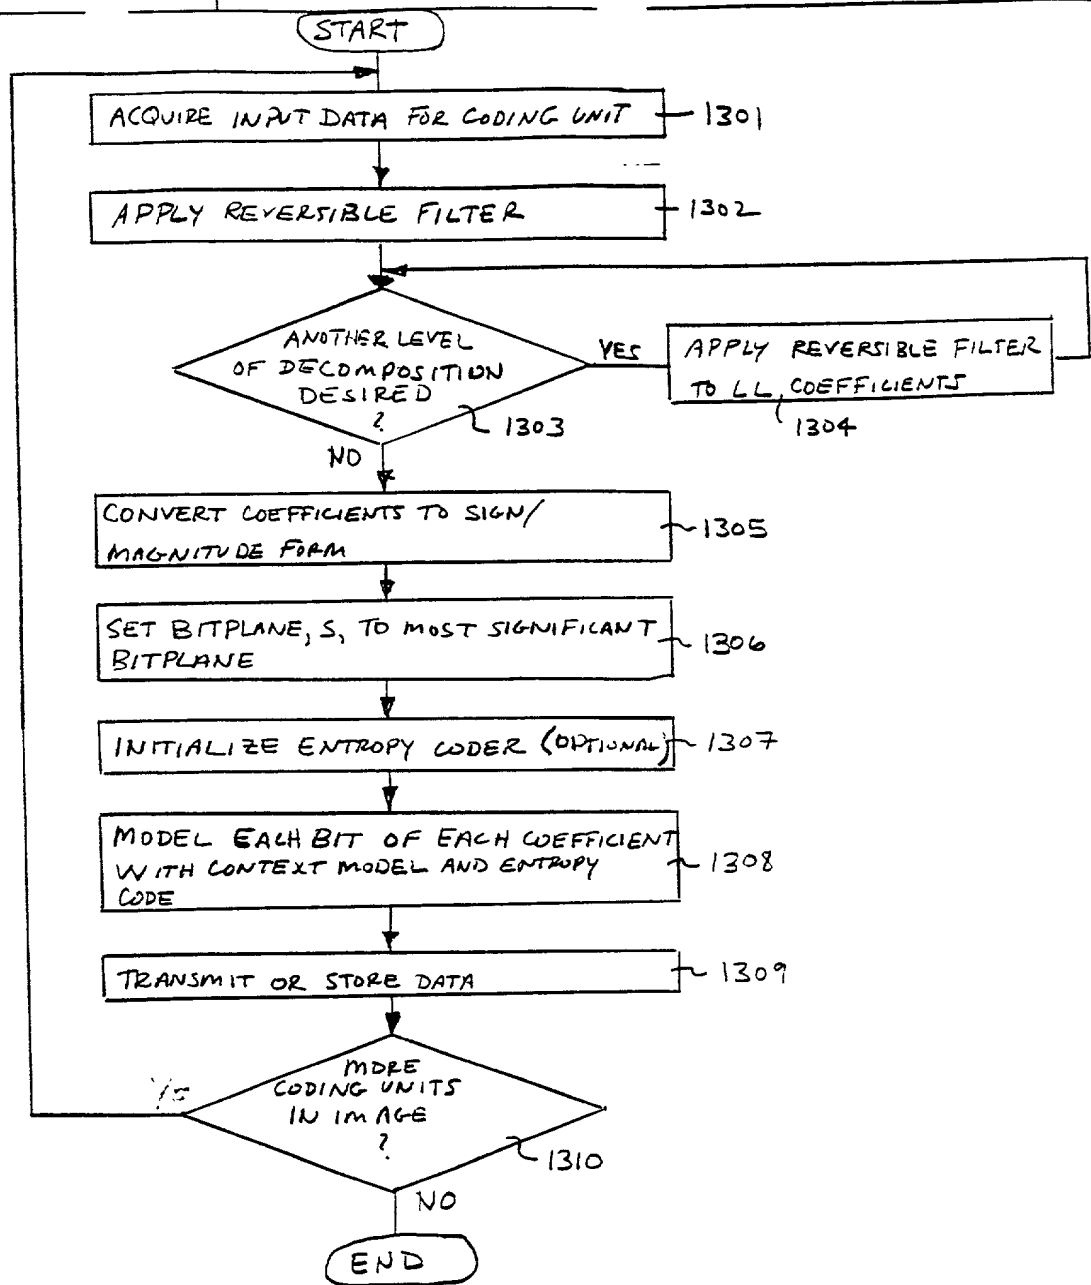 START
ACQUIRE INPUT DATA FOR CODING UNIT
1301
APPLY REVERSIBLE FILTER
1302
ANOTHER LEVEL
OF DECOMPOSITION
DESIRED
?
1303
YES
APPLY REVERSIBLE FILTER
TO LL COEFFICIENTS
1304
NO
CONVERT COEFFICIENTS TO SIGN/
MAGNITUDE FORM
1305
SET BITPLANE, S, TO MOST SIGNIFICANT
BITPLANE
1306
INITIALIZE ENTROPY CODER (OPTIONAL)
1307
MODEL EACH BIT OF EACH COEFFICIENT
WITH CONTEXT MODEL AND ENTROPY
CODE
1308
TRANSMIT OR STORE DATA
1309
MORE
CODING UNITS
IN IMAGE
?
1310
NO
END